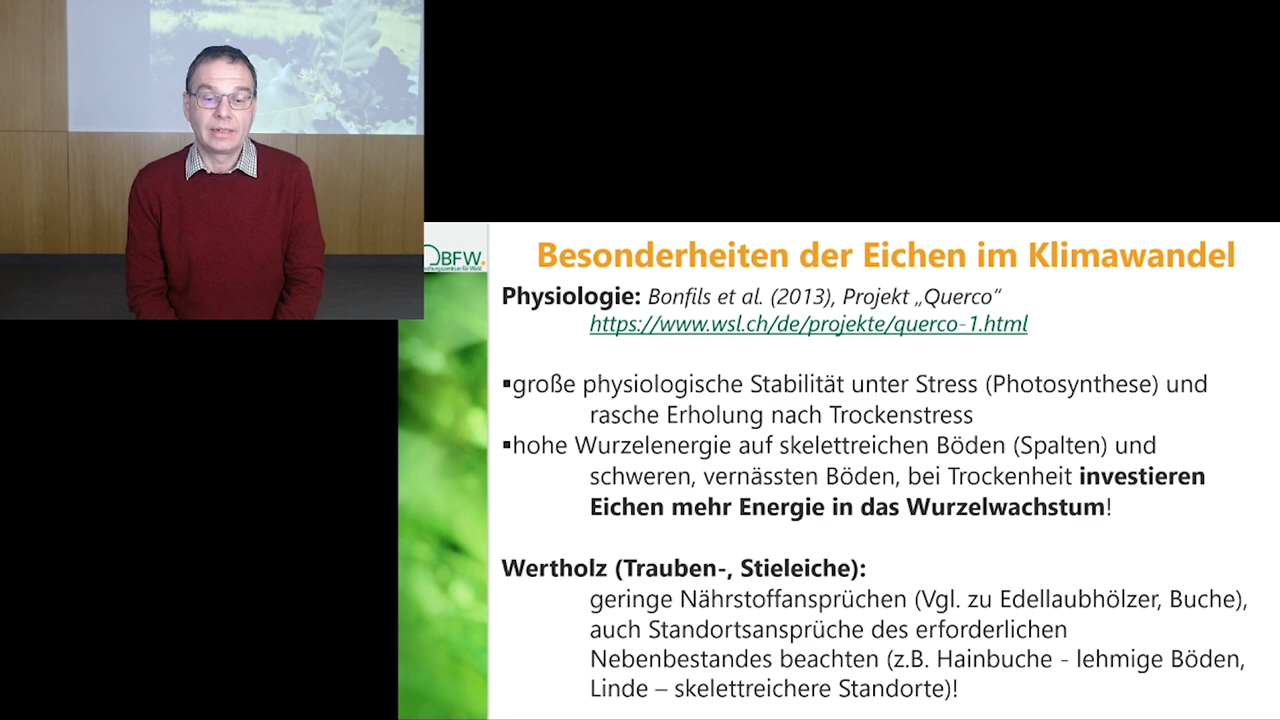 BFW.
Besonderheiten der Eichen im Klimawandel
Physiologie: Bonfils et al. (2013), Projekt „Querco“
https://www.wsl.ch/de/projekte/querco-1.html
▪große physiologische Stabilität unter Stress (Photosynthese) und
rasche Erholung nach Trockenstress
▪hohe Wurzelenergie auf skelettreichen Böden (Spalten) und
schweren, vernässten Böden, bei Trockenheit investieren
Eichen mehr Energie in das Wurzelwachstum!
Wertholz (Trauben-, Stieleiche):
geringe Nährstoffansprüchen (Vgl. zu Edellaubhölzer, Buche),
auch Standortsansprüche des erforderlichen
Nebenbestandes beachten (z.B. Hainbuche - lehmige Böden,
Linde – skelettreichere Standorte)!